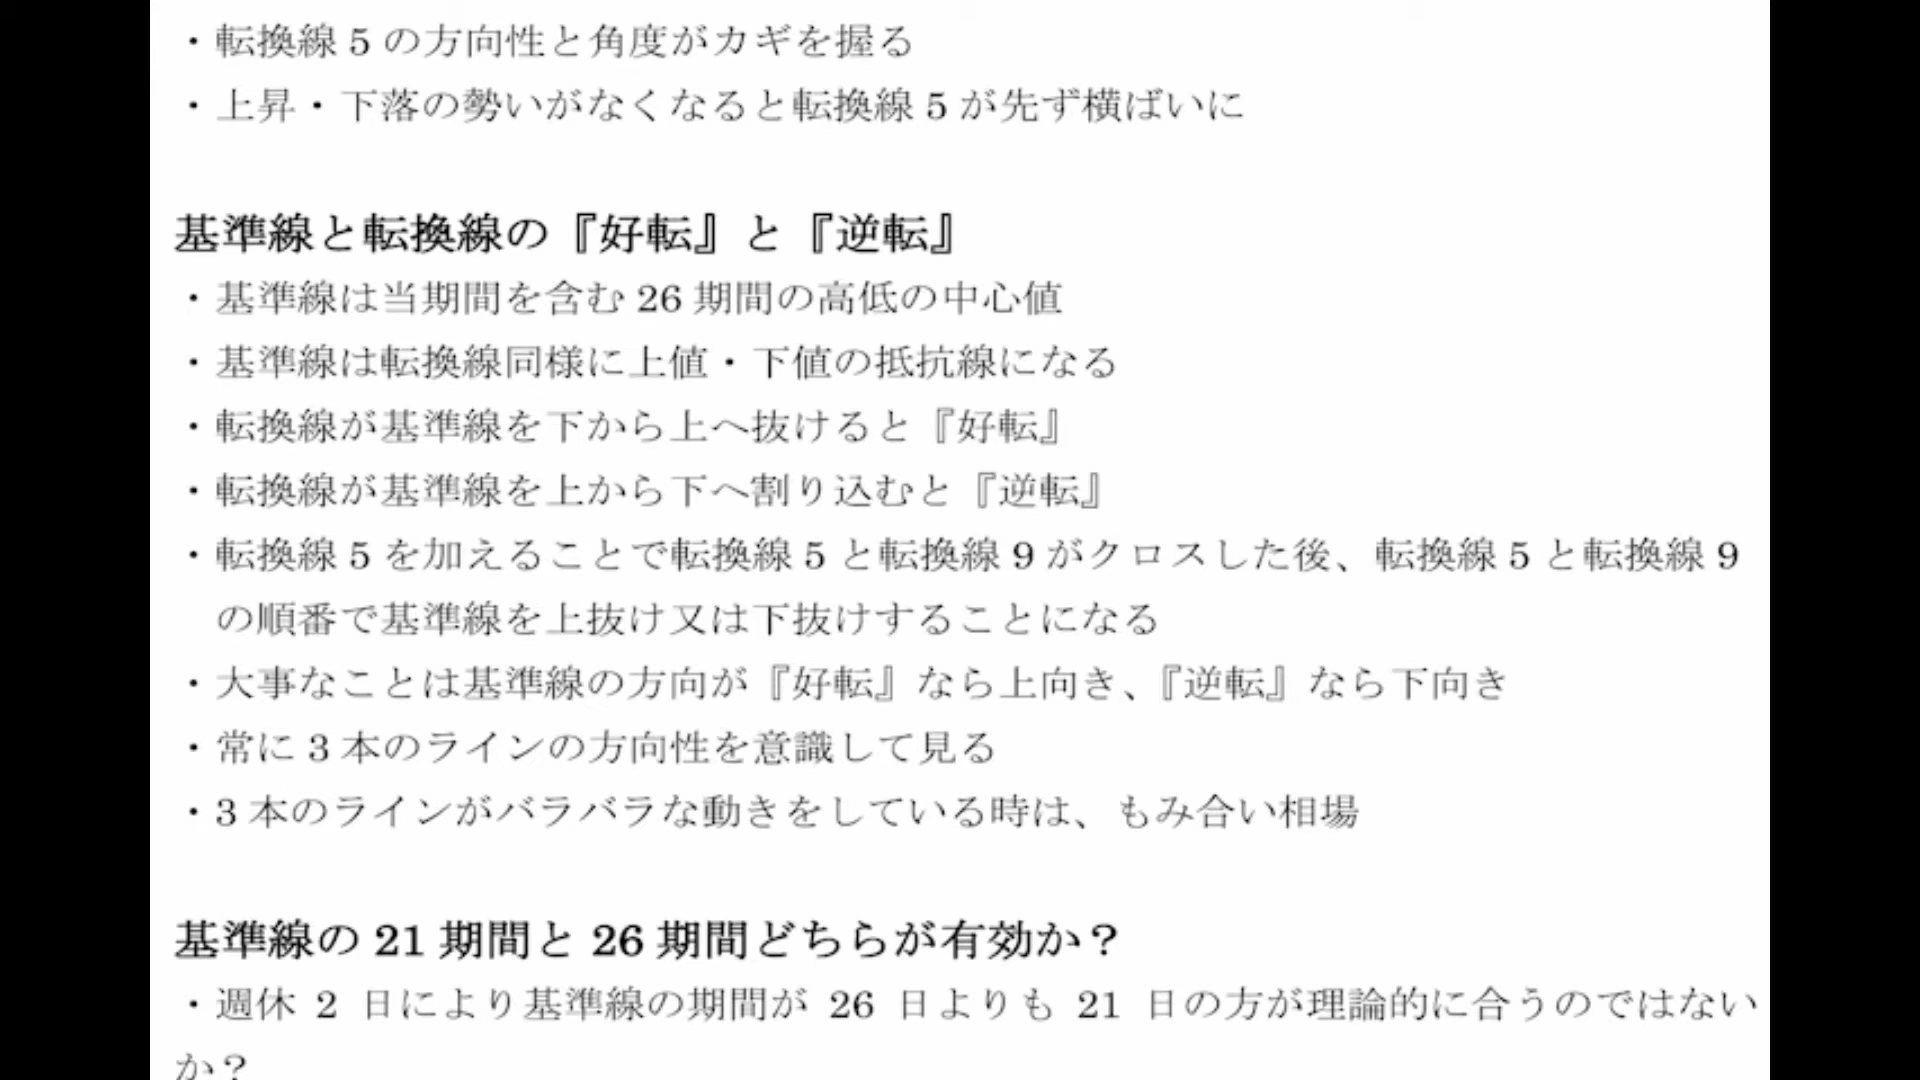 ・転換線 5 の方向性と角度がカギを握る
・上昇・下落の勢いがなくなると転換線 5 が先ず横ばいに
基準線と転換線の『好転』と『逆転』
・基準線は当期間を含む 26 期間の高低の中心値
・基準線は転換線同様に上値・下値の抵抗線になる
・転換線が基準線を下から上へ抜けると『好転』
・転換線が基準線を上から下へ割り込むと『逆転』
・転換線 5 を加えることで転換線 5 と転換線 9 がクロスした後、転換線 5 と転換線 9
の順番で基準線を上抜け又は下抜けすることになる
・大事なことは基準線の方向が『好転』なら上向き、『逆転』なら下向き
・常に 3 本のラインの方向性を意識して見る
・3 本のラインがバラバラな動きをしている時は、もみ合い相場
基準線の 21 期間と 26 期間どちらが有効か？
・週休 2 日により基準線の期間が 26 日よりも 21 日の方が理論的に合うのではない
か？